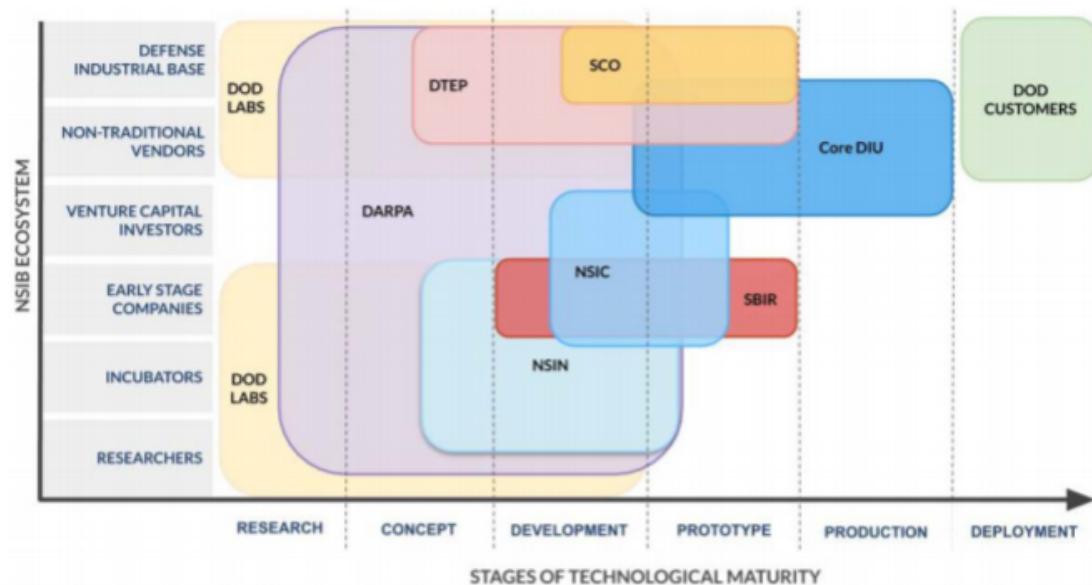 NSIB ECOSYSTEM
DEFENSE
INDUSTRIAL BASE
NON-TRADITIONAL
VENDORS
VENTURE CAPITAL
INVESTORS
EARLY STAGE
COMPANIES
INCUBATORS
RESEARCHERS
DOD
LABS
DTEP
SCO
DOD
CUSTOMERS
Core DIU
DARPA
NSIC
SBIR
NSIN
DOD
LABS
RESEARCH
CONCEPT
DEVELOPMENT
PROTOTYPE
PRODUCTION
DEPLOYMENT
STAGES OF TECHNOLOGICAL MATURITY